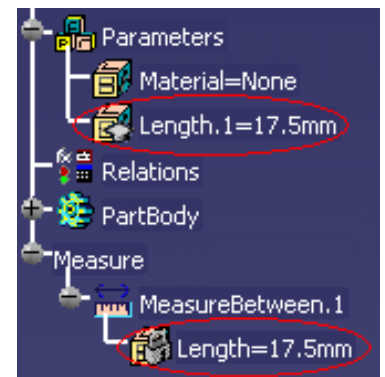 Parameters
Material=None
Length.1=17.5mm
Relations
PartBody
Measure
MeasureBetween.1
Length=17.5mm